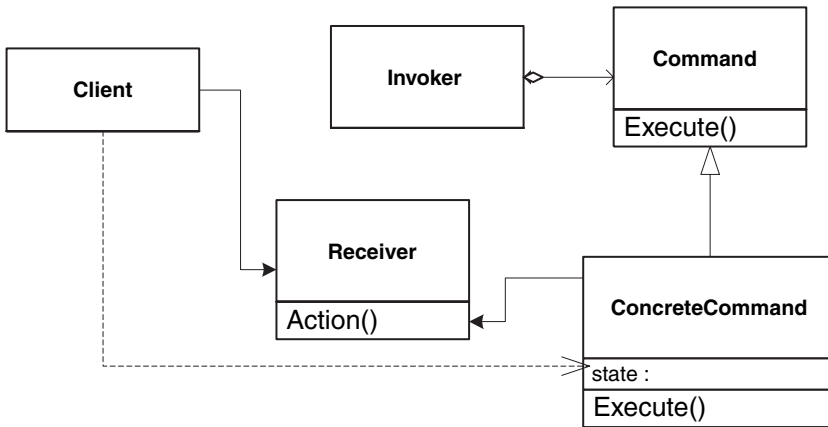 Client
Invoker
Command
Execute()
Receiver
Action()
ConcreteCommand
state :
Execute()